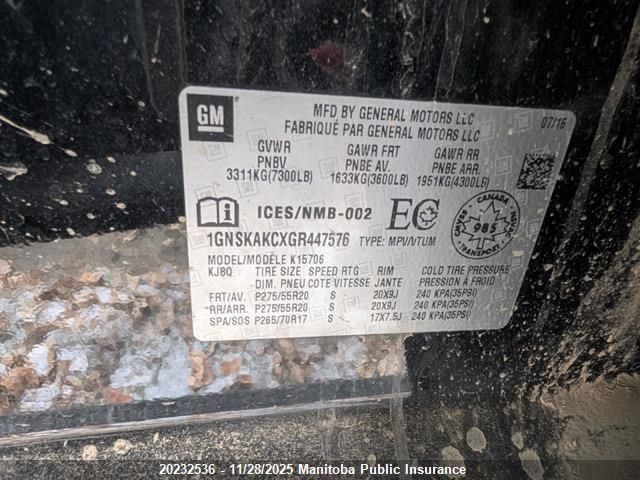 GM
MFD BY GENERAL MOTORS LLC 07/16
FABRIQUÉ PAR GENERAL MOTORS LLC
GVWR GAWR FRT GAWR RR
PNBV PNBE AV. PNBE ARR.
3311KG(7300LB) 1633KG(3600LB) 1951KG(4300LB)
ICES/NMB-002 EC
CANADA
985
TRANSPORT
1GNSKAKCXGR447576 TYPE: MPV/VTUM
MODEL/MODÈLE K15706
KJ8Q TIRE SIZE SPEED RTG RIM COLD TIRE PRESSURE
DIM. PNEU COTE VITESSE JANTE PRESSION A FROID
FRT/AV. P275/55R20 S 20X9J 240 KPA(35PSI)
RR/ARR. P275/55R20 S 20X9J 240 KPA(35PSI)
SPA/SOS P265/70R17 S 17X7.5J 240 KPA(35PSI)
20232536 - 11/28/2025 Manitoba Public Insurance